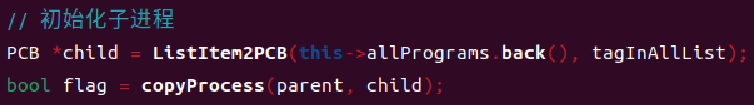 // 初始化子进程
PCB *child = ListItem2PCB(this->allPrograms.back(), tagInAllList);
bool flag = copyProcess(parent, child);